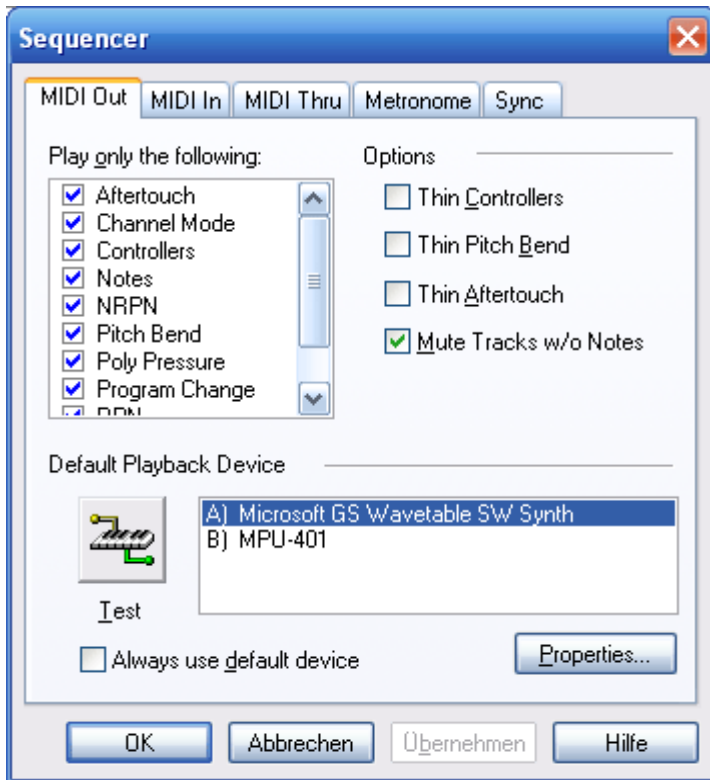 Sequencer
MIDI Out MIDI In MIDI Thru Metronome Sync
Play only the following:
Aftertouch
Channel Mode
Controllers
Notes
NRPN
Pitch Bend
Poly Pressure
Program Change
RPN
Options
Thin Controllers
Thin Pitch Bend
Thin Aftertouch
Mute Tracks w/o Notes
Default Playback Device
A) Microsoft GS Wavetable SW Synth
B) MPU-401
Test
Always use default device
Properties...
OK Abbrechen Übernehmen Hilfe